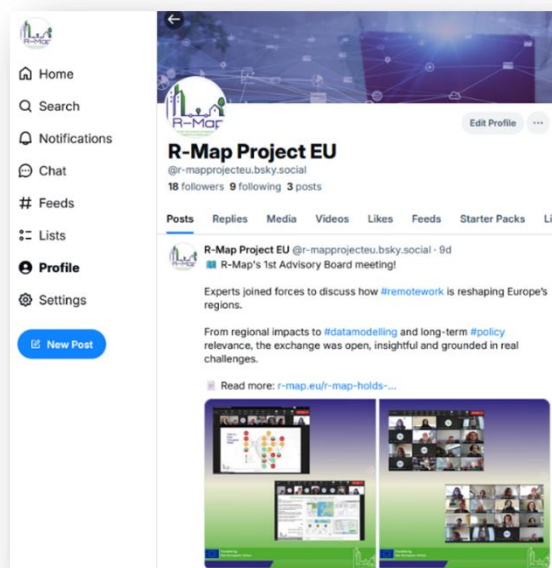 R-Map
Home
Search
Notifications
Chat
Feeds
Lists
Profile
Settings
New Post
R-Map
Edit Profile
R-Map Project EU
@r-mapprojecteu.bsky.social
18 followers 9 following 3 posts
Posts Replies Media Videos Likes Feeds Starter Packs Li
R-Map Project EU @r-mapprojecteu.bsky.social · 9d
R-Map's 1st Advisory Board meeting!
Experts joined forces to discuss how #remotework is reshaping Europe's
regions.
From regional impacts to #datamodelling and long-term #policy
relevance, the exchange was open, insightful and grounded in real
challenges.
Read more: r-map.eu/r-map-holds-...